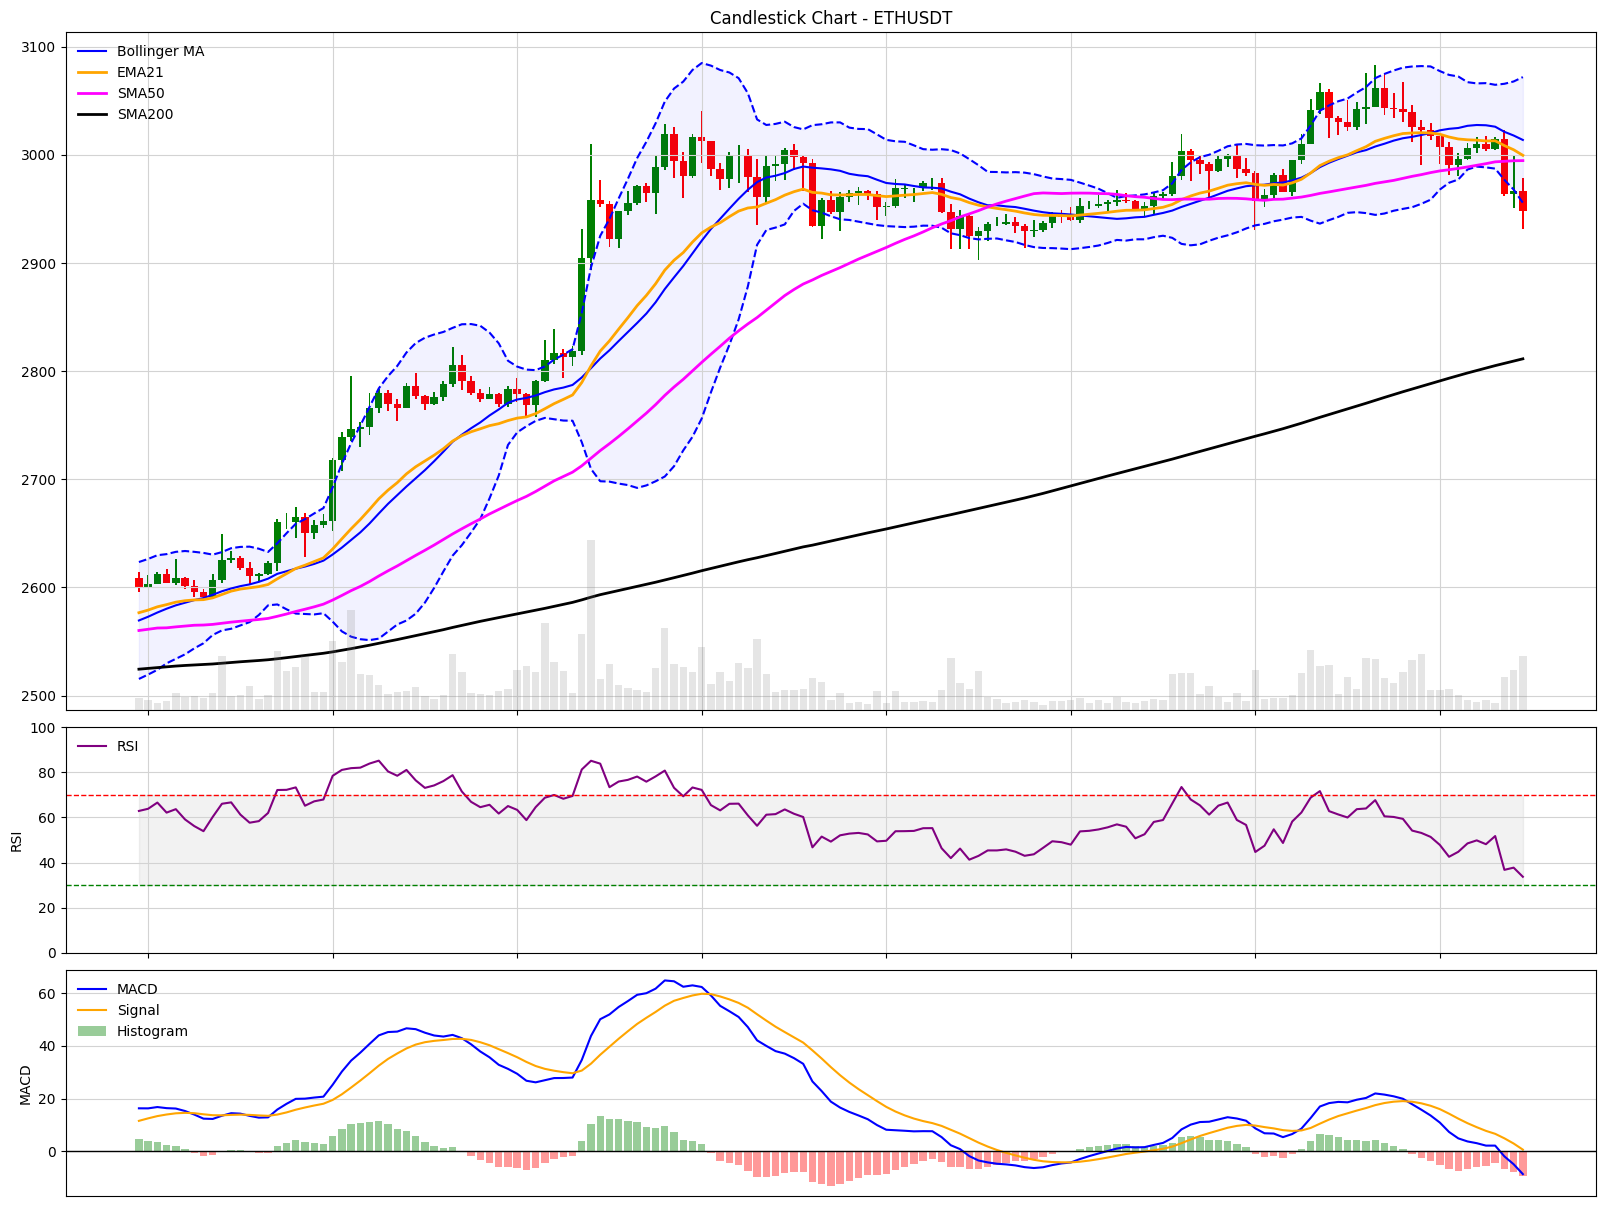 Candlestick Chart - ETHUSDT
Bollinger MA
EMA21
SMA50
SMA200
3100
3000
2900
2800
2700
2600
2500
RSI
100
80
60
40
20
0
RSI
MACD
Signal
Histogram
60
40
20
0
MACD